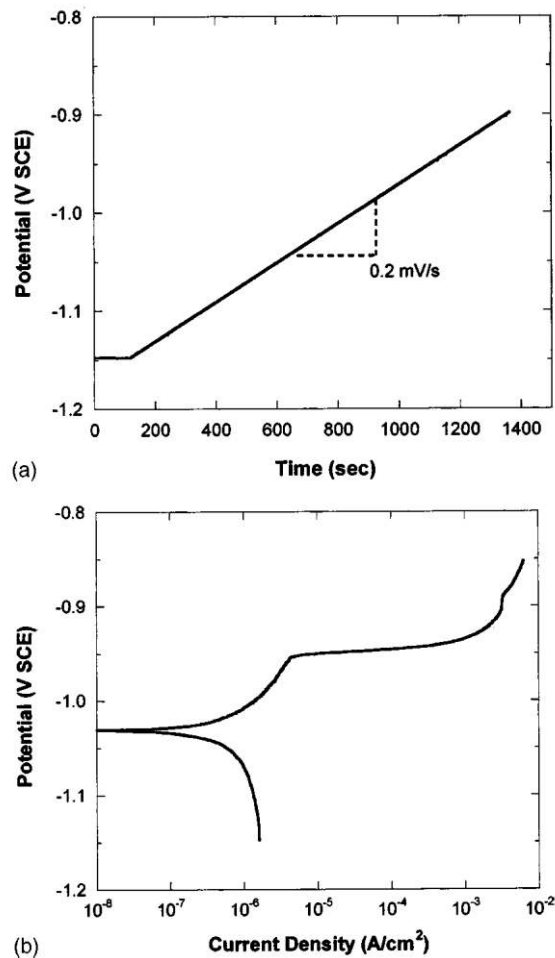 -0.8
-0.9
-1.0
-1.1
-1.2
Potential (V SCE)
0.2 mV/s
0 200 400 600 800 1000 1200 1400
Time (sec)
(a)
-0.8
-0.9
-1.0
-1.1
-1.2
Potential (V SCE)
10⁻⁸ 10⁻⁷ 10⁻⁶ 10⁻⁵ 10⁻⁴ 10⁻³ 10⁻²
Current Density (A/cm²)
(b)